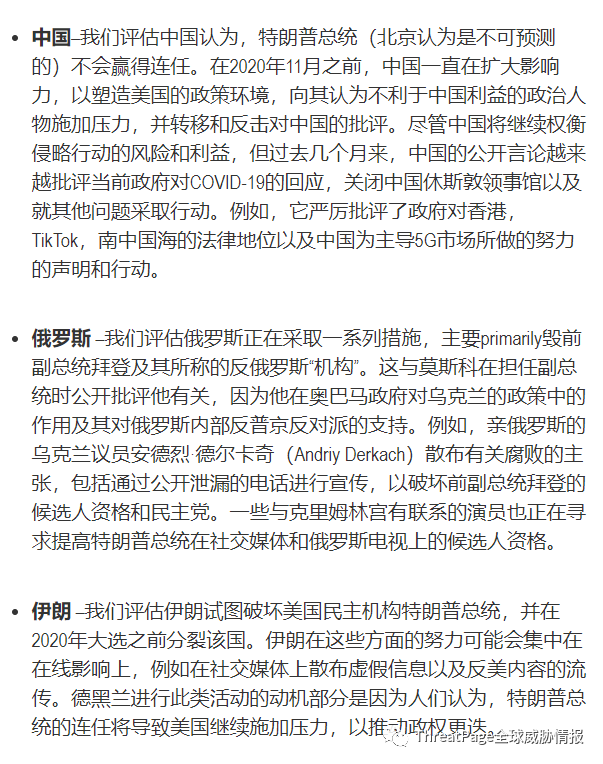 • 中国–我们评估中国认为，特朗普总统（北京认为是不可预测
的）不会赢得连任。在2020年11月之前，中国一直在扩大影响
力，以塑造美国的政策环境，向其认为不利于中国利益的政治人
物施加压力，并转移和反击对中国的批评。尽管中国将继续权衡
侵略行动的风险和利益，但过去几个月来，中国的公开言论越来
越批评当前政府对COVID-19的回应，关闭中国休斯敦领事馆以及
就其他问题采取行动。例如，它严厉批评了政府对香港，
TikTok，南中国海的法律地位以及中国为主导5G市场所做的努力
的声明和行动。
• 俄罗斯 –我们评估俄罗斯正在采取一系列措施，主要primarily毁前
副总统拜登及其所称的反俄罗斯“机构”。这与莫斯科在担任副总
统时公开批评他有关，因为他在奥巴马政府对乌克兰的政策中的
作用及其对俄罗斯内部反普京反对派的支持。例如，亲俄罗斯的
乌克兰议员安德烈·德尔卡奇（Andriy Derkach）散布有关腐败的主
张，包括通过公开泄漏的电话进行宣传，以破坏前副总统拜登的
候选人资格和民主党。一些与克里姆林宫有联系的演员也正在寻
求提高特朗普总统在社交媒体和俄罗斯电视上的候选人资格。
• 伊朗 –我们评估伊朗试图破坏美国民主机构特朗普总统，并在
2020年大选之前分裂该国。伊朗在这些方面的努力可能会集中在
在线影响上，例如在社交媒体上散布虚假信息以及反美内容的流
传。德黑兰进行此类活动的动机部分是因为人们认为，特朗普总
统的连任将导致美国继续施加压力，以推动政权更迭。
ThreatPage全球威胁情报